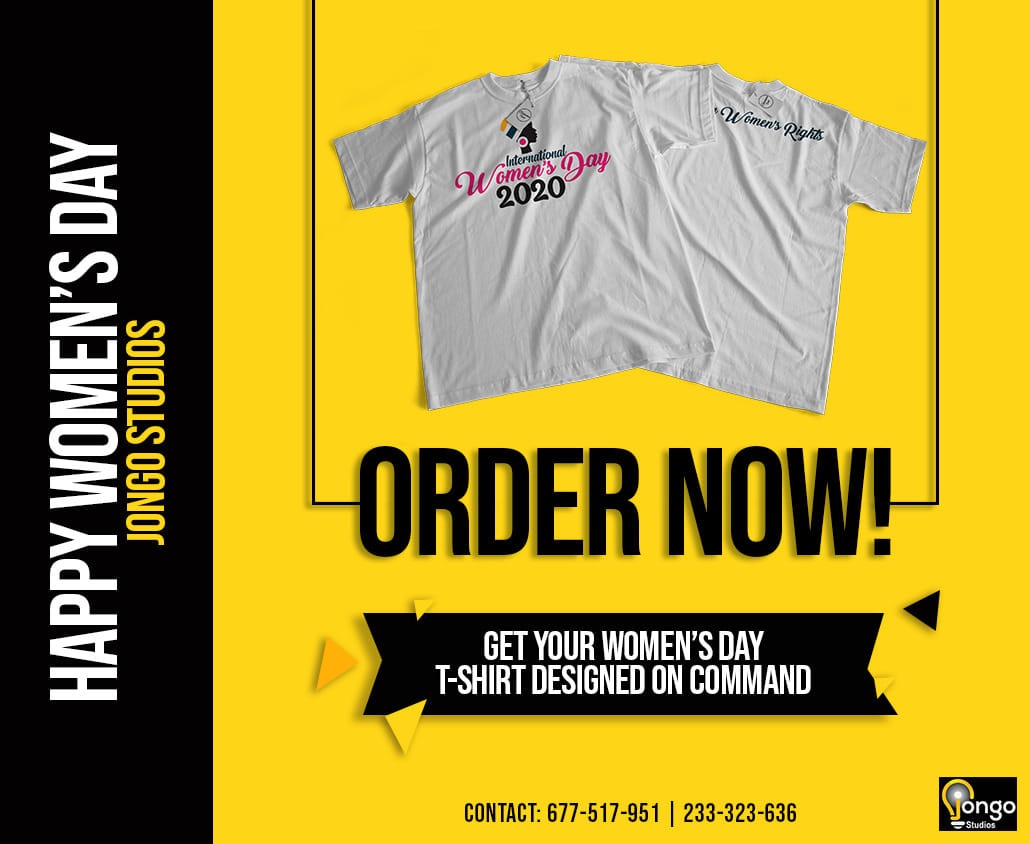 HAPPY WOMEN'S DAY
JONGO STUDIOS
International
Women's Day
2020
Women's Rights
ORDER NOW!
GET YOUR WOMEN'S DAY
T-SHIRT DESIGNED ON COMMAND
CONTACT: 677-517-951 | 233-323-636
jongo
Studios